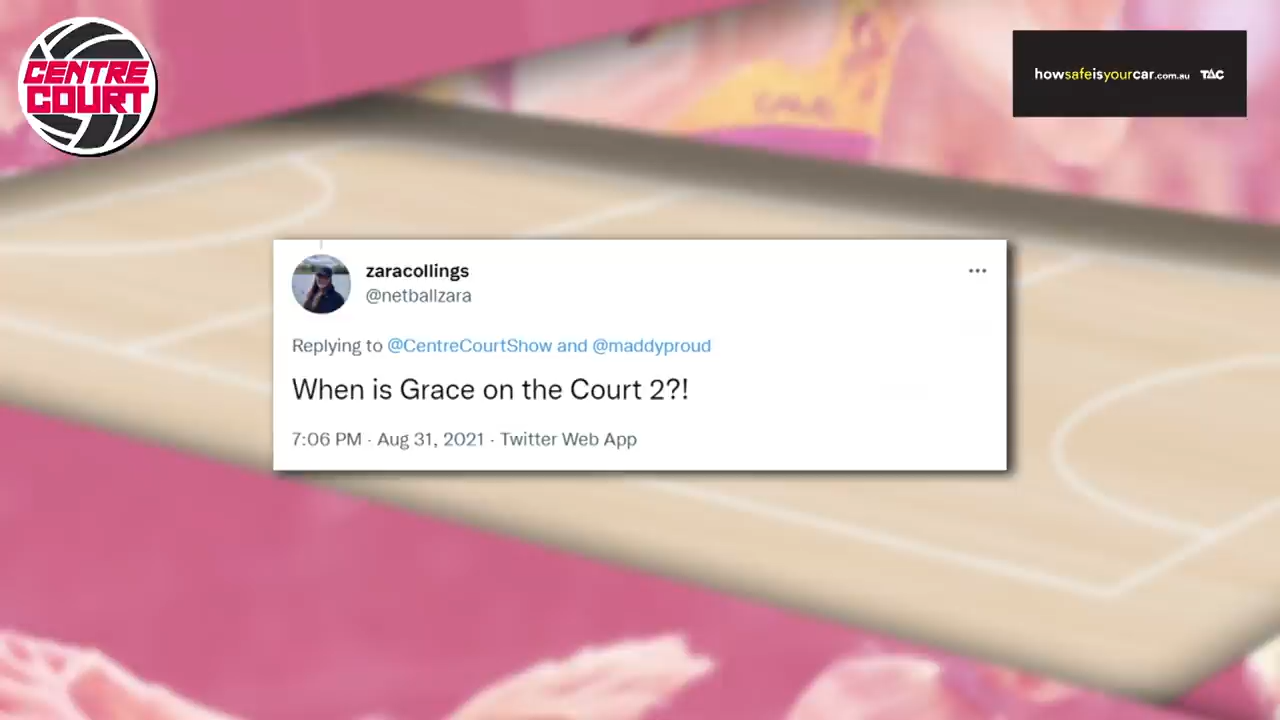 CENTRE
COURT
howsafeisyourcar.com.au TAC
zaracollings
@netballzara
Replying to @CentreCourtShow and @maddyproud
When is Grace on the Court 2?!
7:06 PM · Aug 31, 2021 · Twitter Web App